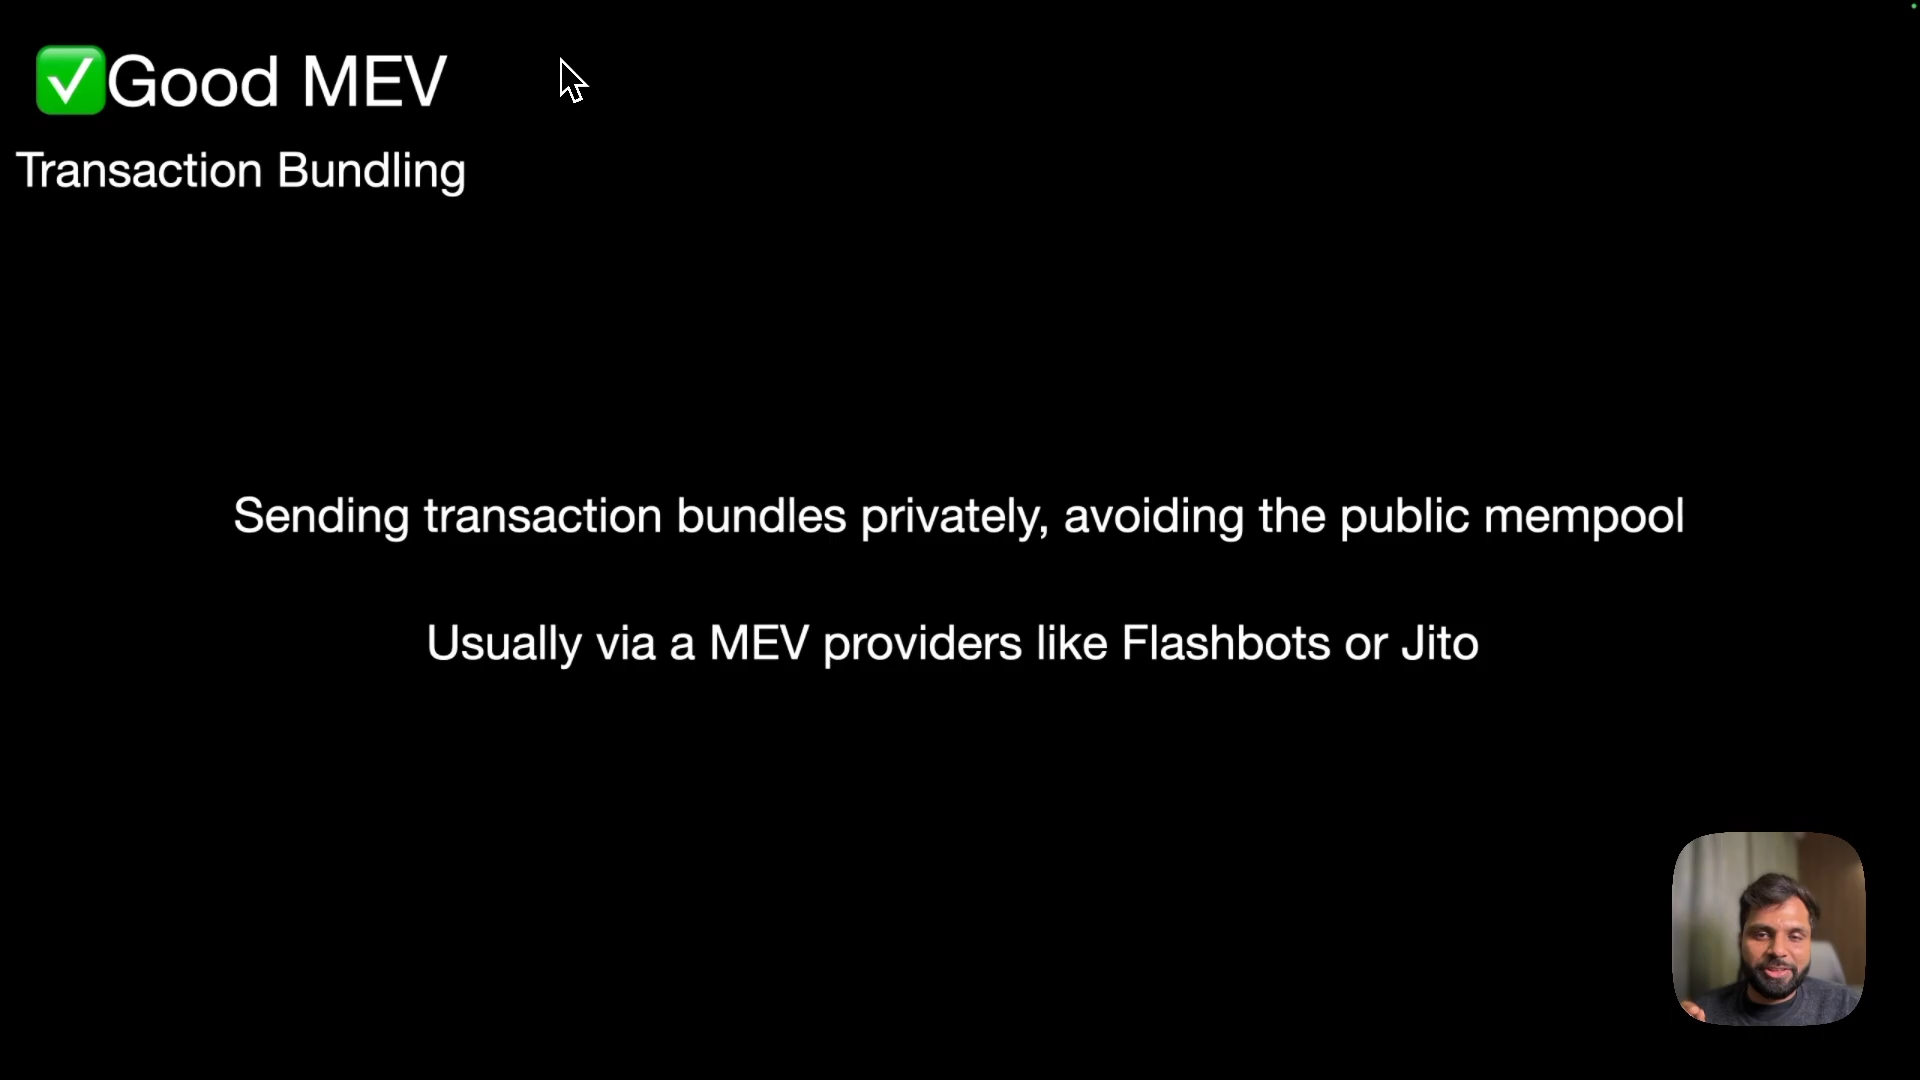 ✅Good MEV
Transaction Bundling
Sending transaction bundles privately, avoiding the public mempool
Usually via a MEV providers like Flashbots or Jito